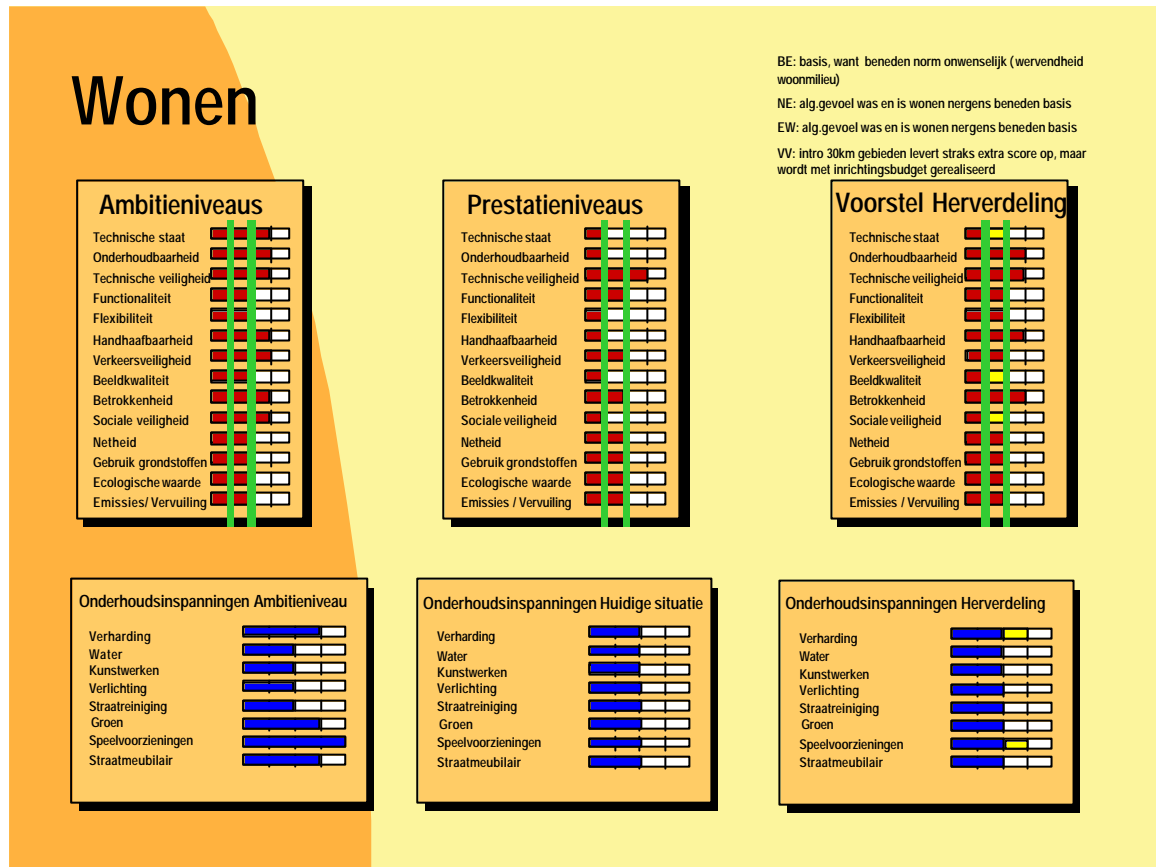 Wonen
BE: basis, want beneden norm onwenselijk ( wervendheid
woonmilieu)
NE: alg.gevoel was en is wonen nergens beneden basis
EW: alg.gevoel was en is wonen nergens beneden basis
VV: intro 30km gebieden levert straks extra score op, maar
wordt met inrichtingsbudget gerealiseerd
Ambitieniveaus
Technische staat
Onderhoudbaarheid
Technische veiligheid
Functionaliteit
Flexibiliteit
Handhaafbaarheid
Verkeersveiligheid
Beeldkwaliteit
Betrokkenheid
Sociale veiligheid
Netheid
Gebruik grondstoffen
Ecologische waarde
Emissies/ Vervuiling
Prestatieniveaus
Technische staat
Onderhoudbaarheid
Technische veiligheid
Functionaliteit
Flexibiliteit
Handhaafbaarheid
Verkeersveiligheid
Beeldkwaliteit
Betrokkenheid
Sociale veiligheid
Netheid
Gebruik grondstoffen
Ecologische waarde
Emissies / Vervuiling
Voorstel Herverdeling
Technische staat
Onderhoudbaarheid
Technische veiligheid
Functionaliteit
Flexibiliteit
Handhaafbaarheid
Verkeersveiligheid
Beeldkwaliteit
Betrokkenheid
Sociale veiligheid
Netheid
Gebruik grondstoffen
Ecologische waarde
Emissies / Vervuiling
Onderhoudsinspanningen Ambitieniveau
Verharding
Water
Kunstwerken
Verlichting
Straatreiniging
Groen
Speelvoorzieningen
Straatmeubilair
Onderhoudsinspanningen Huidige situatie
Verharding
Water
Kunstwerken
Verlichting
Straatreiniging
Groen
Speelvoorzieningen
Straatmeubilair
Onderhoudsinspanningen Herverdeling
Verharding
Water
Kunstwerken
Verlichting
Straatreiniging
Groen
Speelvoorzieningen
Straatmeubilair